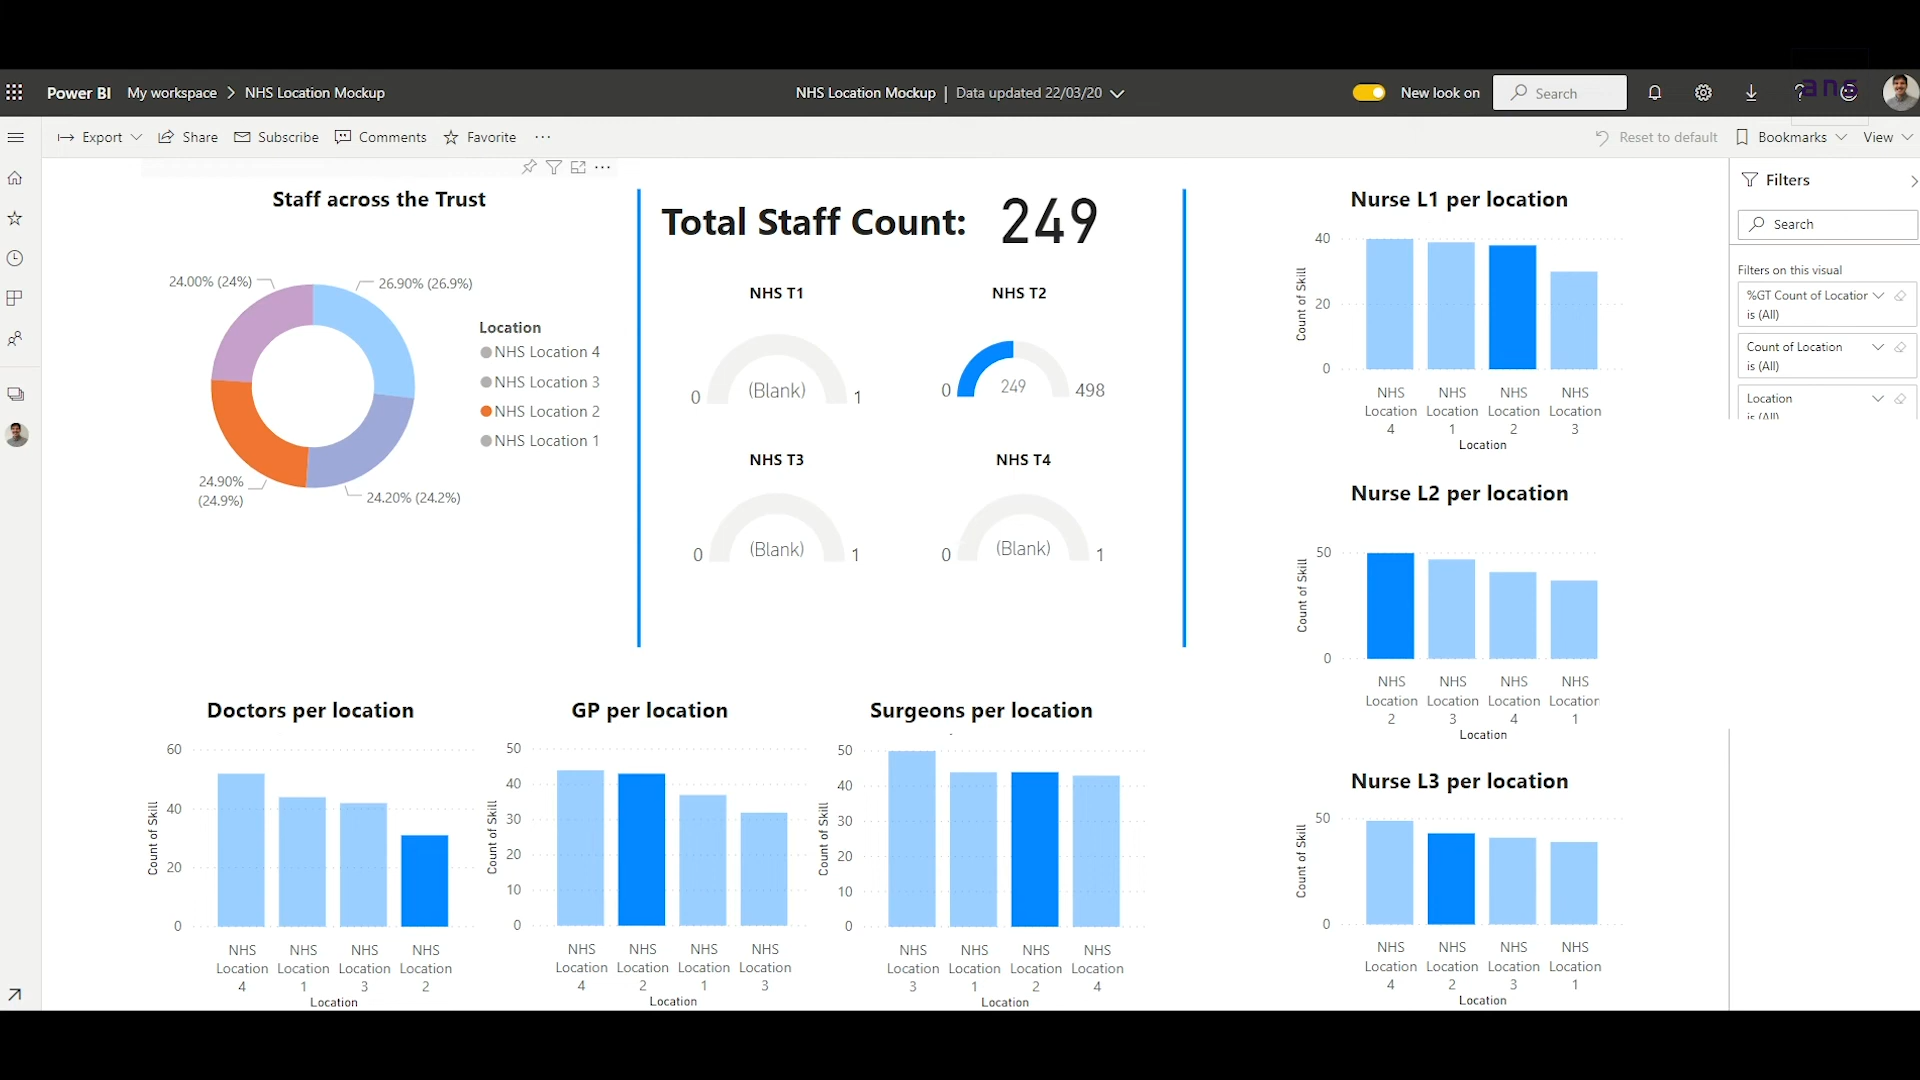 ans
Power BI My workspace NHS Location Mockup
NHS Location Mockup | Data updated 22/03/20
New look on
Search
Export Share Subscribe Comments Favorite ...
Reset to default Bookmarks View
Staff across the Trust
24.00% (24%)
26.90% (26.9%)
24.90%
(24.9%)
24.20% (24.2%)
Location
NHS Location 4
NHS Location 3
NHS Location 2
NHS Location 1
Total Staff Count: 249
NHS T1
0 (Blank) 1
NHS T2
0 249 498
NHS T3
0 (Blank) 1
NHS T4
0 (Blank) 1
Nurse L1 per location
Count of Skill
40
20
0
NHS NHS NHS NHS
Location Location Location Location
4 1 2 3
Location
Filters
Search
Filters on this visual
%GT Count of Location
is (All)
Count of Location
is (All)
Location
is (All)
Nurse L2 per location
Count of Skill
50
0
NHS NHS NHS NHS
Location Location Location Location
2 3 4 1
Location
Doctors per location
Count of Skill
60
40
20
0
NHS NHS NHS NHS
Location Location Location Location
4 1 3 2
Location
GP per location
Count of Skill
50
40
30
20
10
0
NHS NHS NHS NHS
Location Location Location Location
4 2 1 3
Location
Surgeons per location
Count of Skill
50
40
30
20
10
0
NHS NHS NHS NHS
Location Location Location Location
3 1 2 4
Location
Nurse L3 per location
Count of Skill
50
0
NHS NHS NHS NHS
Location Location Location Location
4 2 3 1
Location